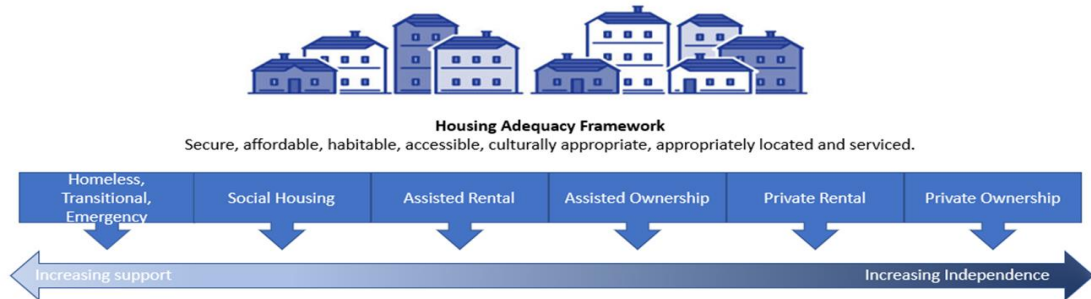 Housing Adequacy Framework
Secure, affordable, habitable, accessible, culturally appropriate, appropriately located and serviced.
Homeless,
Transitional,
Emergency
Social Housing
Assisted Rental
Assisted Ownership
Private Rental
Private Ownership
Increasing support
Increasing Independence